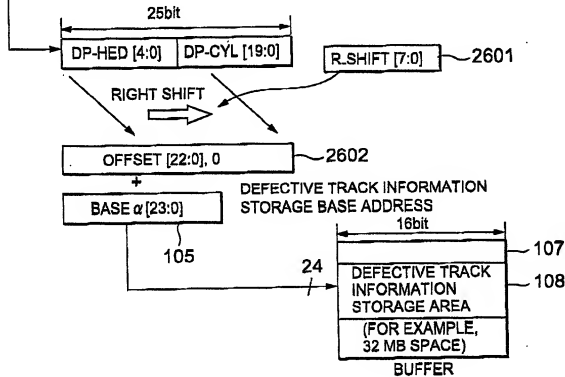 25bit
DP-HED [4:0] DP-CYL [19:0]
R_SHIFT [7:0]
2601
RIGHT SHIFT
OFFSET [22:0], 0
2602
+
DEFECTIVE TRACK INFORMATION
STORAGE BASE ADDRESS
BASE α [23:0]
105
16bit
107
24
DEFECTIVE TRACK
INFORMATION
STORAGE AREA
108
(FOR EXAMPLE,
32 MB SPACE)
BUFFER